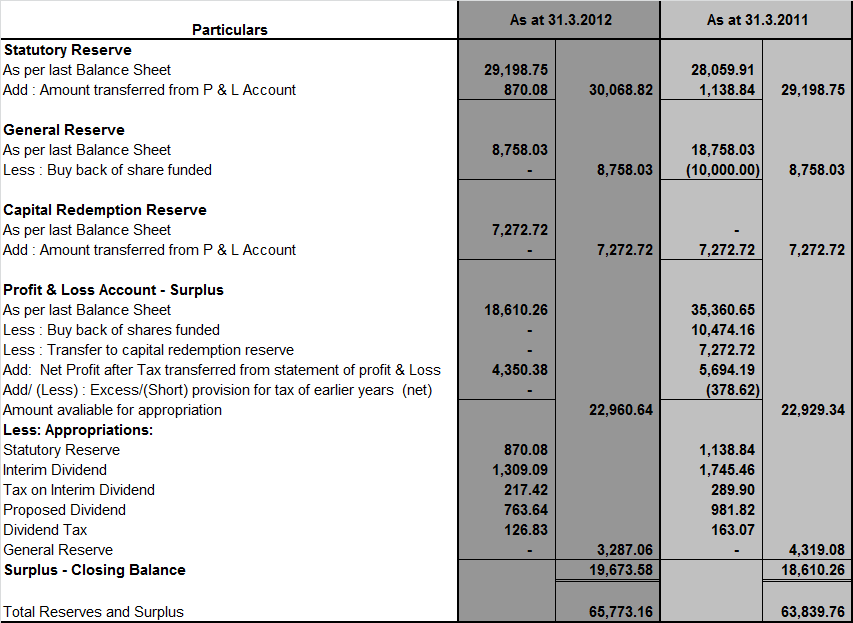 Particulars As at 31.3.2012 As at 31.3.2011
Statutory Reserve
As per last Balance Sheet 29,198.75 28,059.91
Add : Amount transferred from P & L Account 870.08 30,068.82 1,138.84 29,198.75
General Reserve
As per last Balance Sheet 8,758.03 18,758.03
Less : Buy back of share funded - 8,758.03 (10,000.00) 8,758.03
Capital Redemption Reserve
As per last Balance Sheet 7,272.72 -
Add : Amount transferred from P & L Account - 7,272.72 7,272.72 7,272.72
Profit & Loss Account - Surplus
As per last Balance Sheet 18,610.26 35,360.65
Less : Buy back of shares funded - 10,474.16
Less : Transfer to capital redemption reserve - 7,272.72
Add: Net Profit after Tax transferred from statement of profit & Loss 4,350.38 5,694.19
Add/ (Less) : Excess/(Short) provision for tax of earlier years (net) - (378.62)
Amount avaliable for appropriation 22,960.64 22,929.34
Less: Appropriations:
Statutory Reserve 870.08 1,138.84
Interim Dividend 1,309.09 1,745.46
Tax on Interim Dividend 217.42 289.90
Proposed Dividend 763.64 981.82
Dividend Tax 126.83 163.07
General Reserve - 3,287.06 - 4,319.08
Surplus - Closing Balance 19,673.58 18,610.26
Total Reserves and Surplus 65,773.16 63,839.76